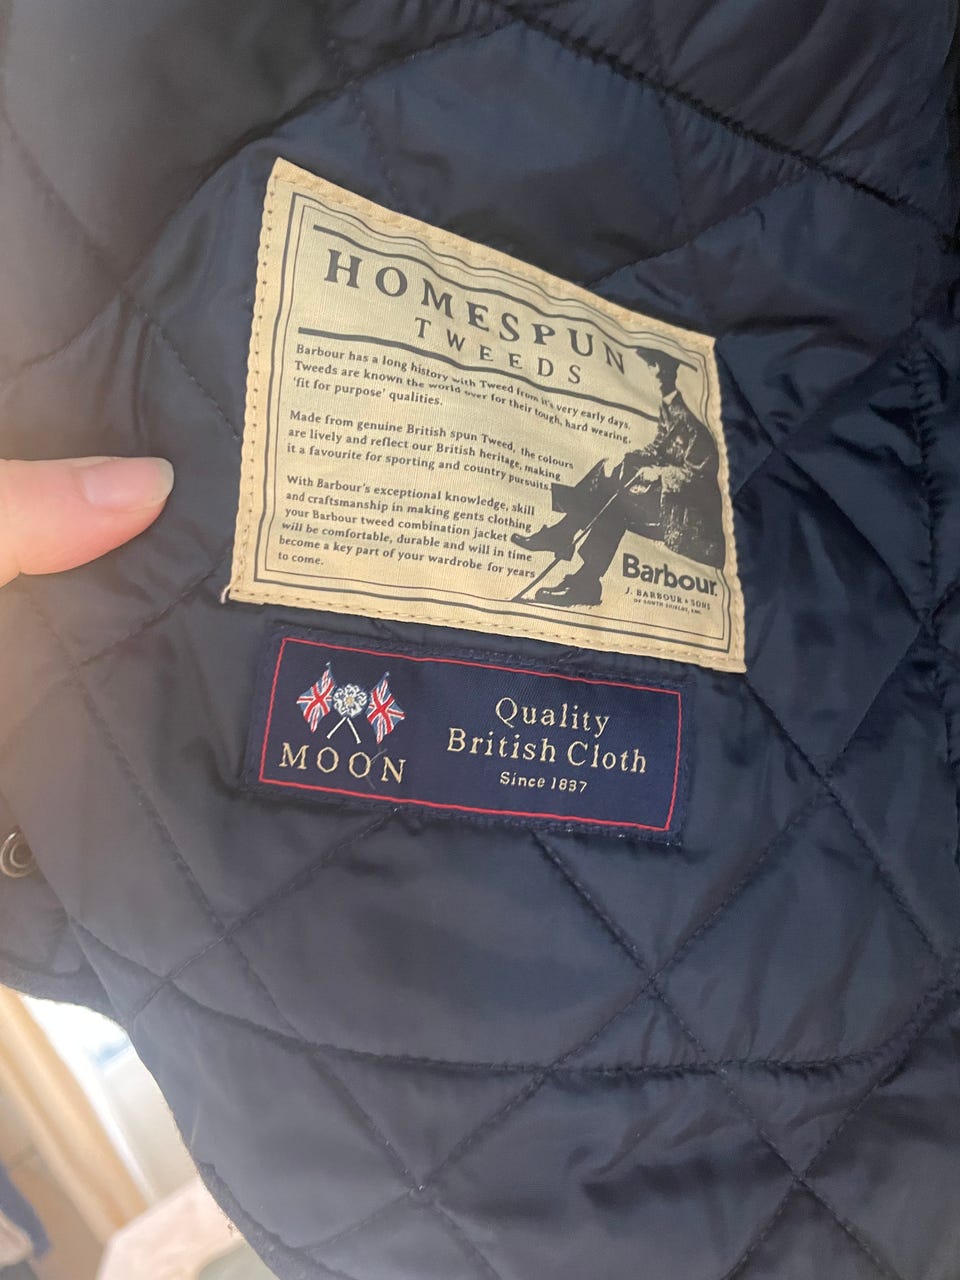 HOMESPUN
TWEEDS
Barbour has a long history with Tweed from it's very early days.
Tweeds are known the world over for their tough, hard wearing,
'fit for purpose' qualities.
Made from genuine British spun Tweed, the colours
are lively and reflect our British heritage, making
it a favourite for sporting and country pursuits.
With Barbour's exceptional knowledge, skill
and craftsmanship in making gents clothing
your Barbour tweed combination jacket
will be comfortable, durable and will in time
become a key part of your wardrobe for years
to come.
Barbour.
J. BARBOUR & SONS
OF SOUTH SHIELDS, ENG.
MOON
Quality
British Cloth
Since 1837